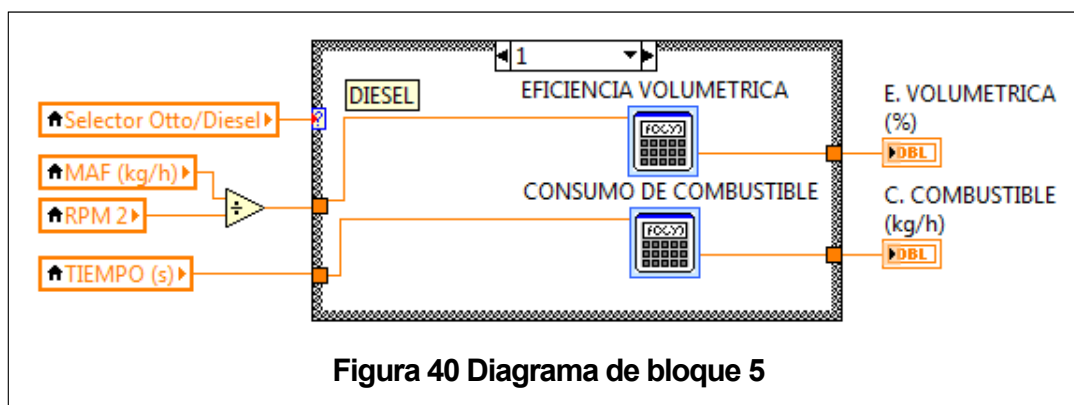 1
DIESEL
EFICIENCIA VOLUMETRICA
E. VOLUMETRICA
(%)
Selector Otto/Diesel
?
f(x,y)
DBL
MAF (kg/h)
÷
CONSUMO DE COMBUSTIBLE
C. COMBUSTIBLE
(kg/h)
RPM 2
f(x,y)
DBL
TIEMPO (s)
Figura 40 Diagrama de bloque 5